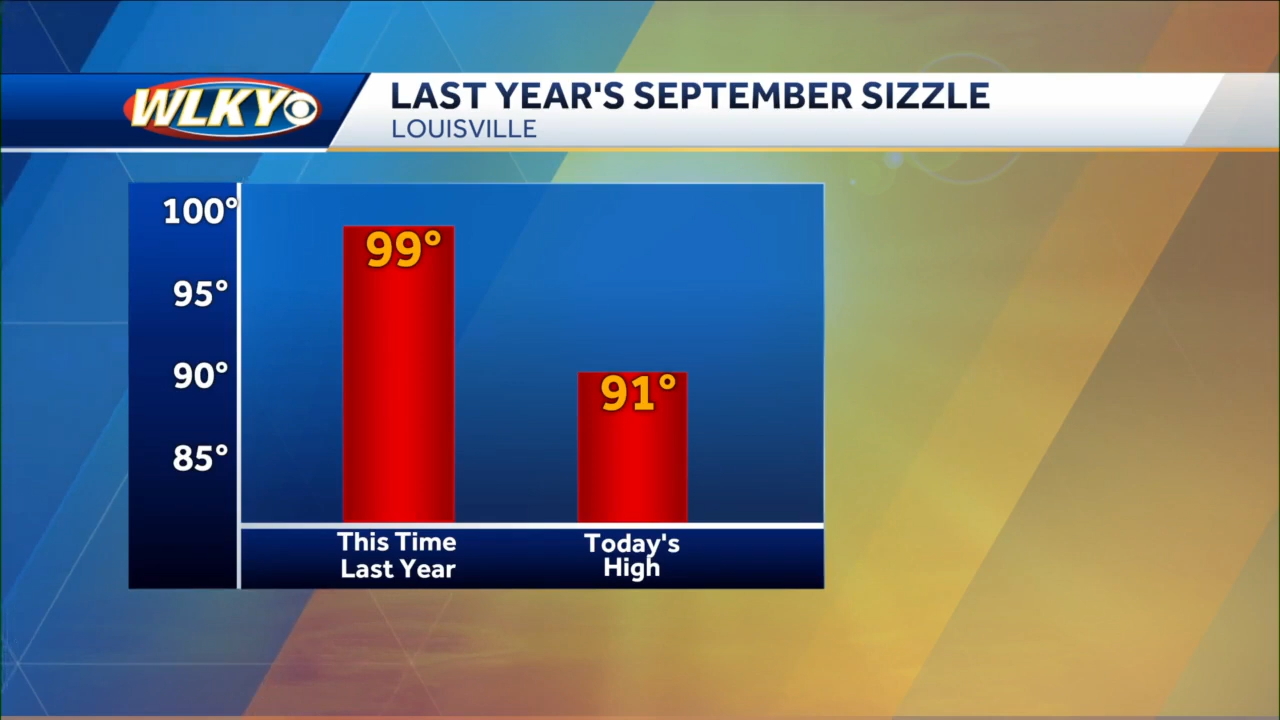 WLKY
LAST YEAR'S SEPTEMBER SIZZLE
LOUISVILLE
100°
95°
90°
85°
99°
91°
This Time
Last Year
Today's
High